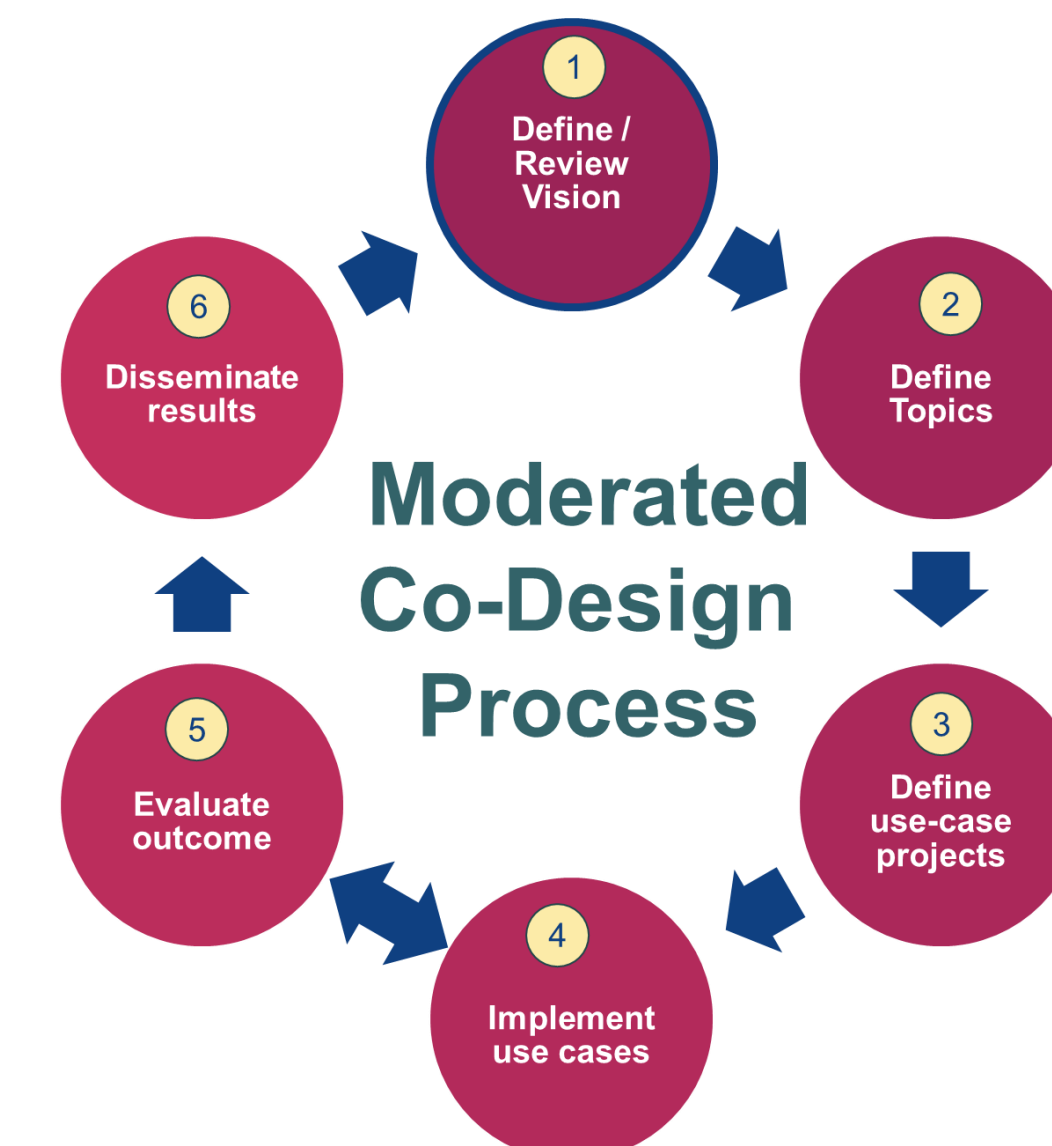 1
Define /
Review
Vision
2
Define
Topics
3
Define
use-case
projects
4
Implement
use cases
5
Evaluate
outcome
6
Disseminate
results
Moderated
Co-Design
Process